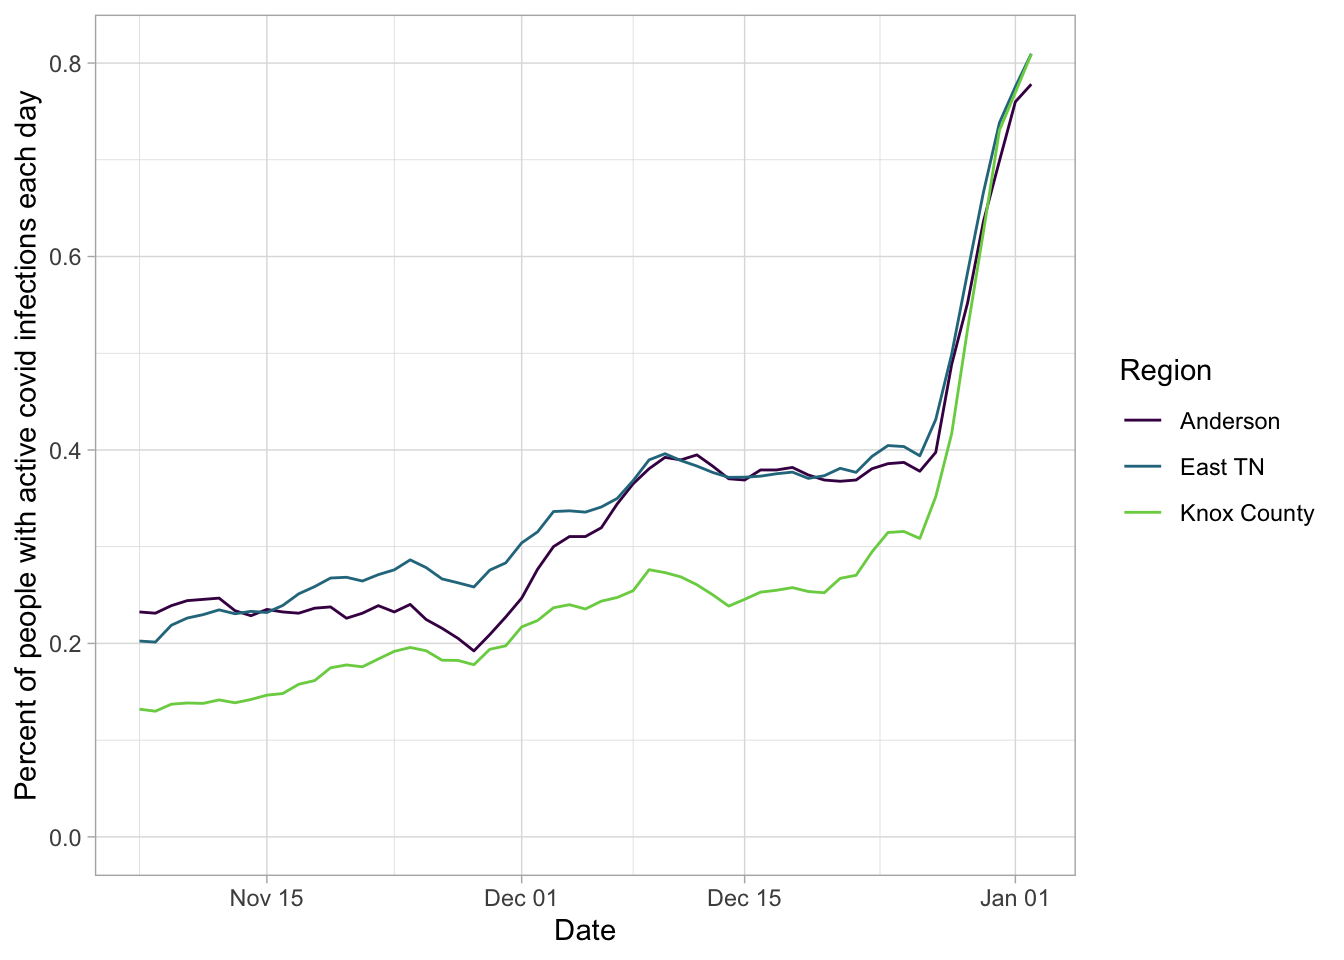 Percent of people with active covid infections each day
0.8
0.6
0.4
0.2
0.0
Nov 15
Dec 01
Dec 15
Jan 01
Date
Region
Anderson
East TN
Knox County